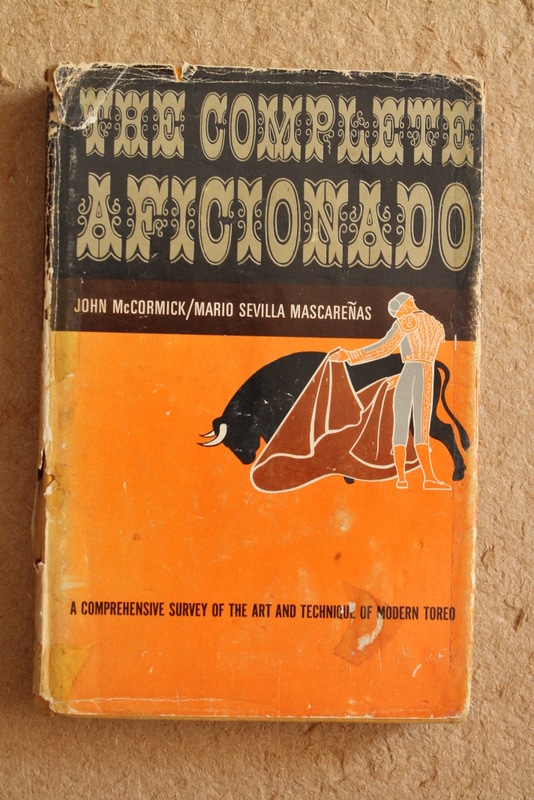 THE COMPLETE
AFICIONADO
JOHN McCORMICK/MARIO SEVILLA MASCAREÑAS
A COMPREHENSIVE SURVEY OF THE ART AND TECHNIQUE OF MODERN TOREO